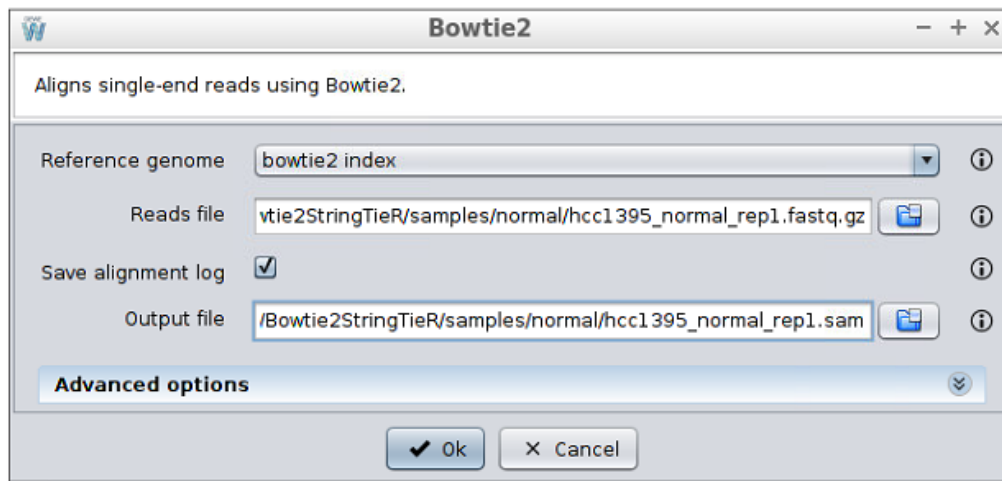 Bowtie2
Aligns single-end reads using Bowtie2.
Reference genome bowtie2 index
Reads file vtie2StringTieR/samples/normal/hcc1395_normal_rep1.fastq.gz
Save alignment log
Output file /Bowtie2StringTieR/samples/normal/hcc1395_normal_rep1.sam
Advanced options
Ok Cancel